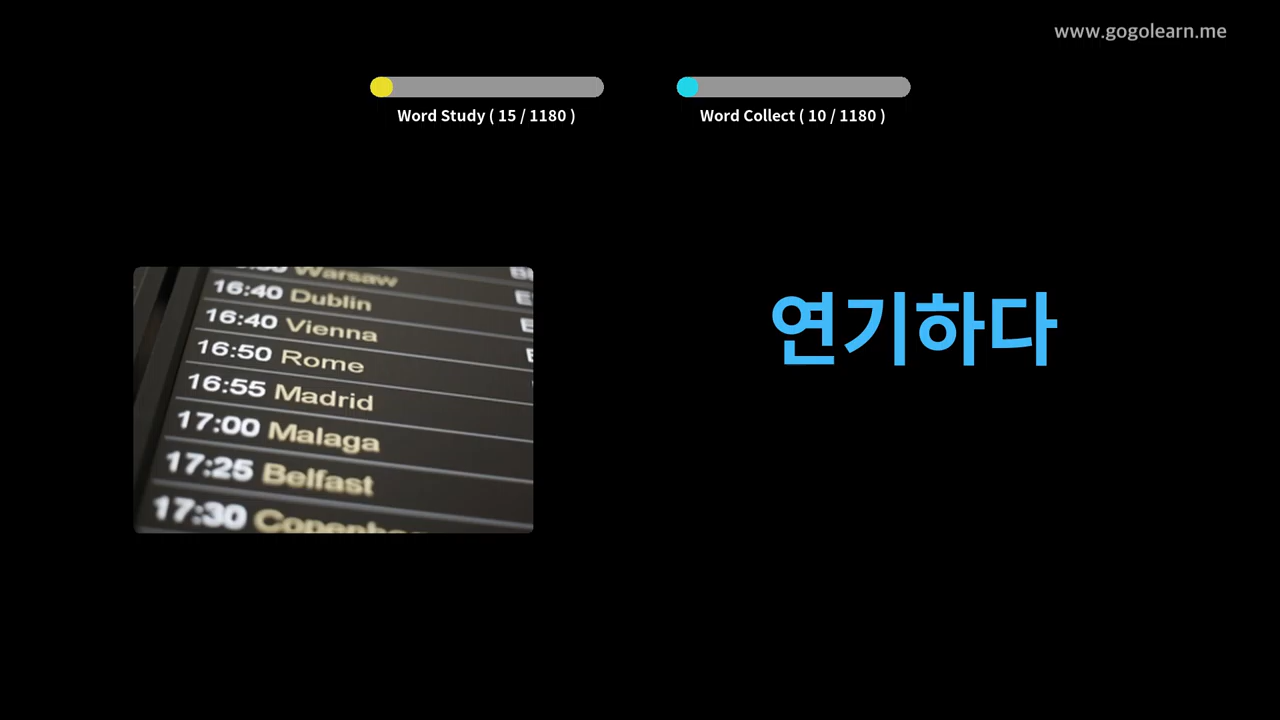 www.gogolearn.me
Word Study ( 15 / 1180 )
Word Collect ( 10 / 1180 )
Warsaw
16:40 Dublin
16:40 Vienna
16:50 Rome
16:55 Madrid
17:00 Malaga
17:25 Belfast
17:30
연기하다